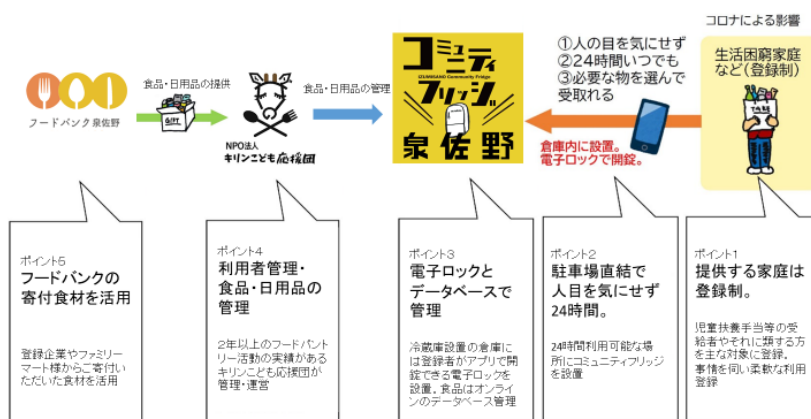 コロナによる影響
フードバンク泉佐野
食品・日用品の提供
GIFT
NPO法人
キリンこども応援団
食品・日用品の管理
コミュニティ
IZUMISANO Community Fridge
フリッジ
泉佐野
①人の目を気にせず
②24時間いつでも
③必要な物を選んで
受取れる
倉庫内に設置。
電子ロックで開錠。
生活困窮家庭
など(登録制)
TAKE
ポイント5
フードバンクの
寄付食材を活用
登録企業やファミリー
マート様からご寄付い
ただいた食材を活用
ポイント4
利用者管理・
食品・日用品の
管理
2年以上のフードパント
リー活動の実績がある
キリンこども応援団が
管理・運営
ポイント3
電子ロックと
データベースで
管理
冷蔵庫設置の倉庫に
は登録者がアプリで開
錠できる電子ロックを
設置。食品はオンライ
ンのデータベース管理
ポイント2
駐車場直結で
人目を気にせず
24時間。
24時間利用可能な場
所にコミュニティフリッジ
を設置
ポイント1
提供する家庭は
登録制。
児童扶養手当等の受
給者やそれに類する方
を主な対象に登録。
事情を伺い柔軟な利用
登録